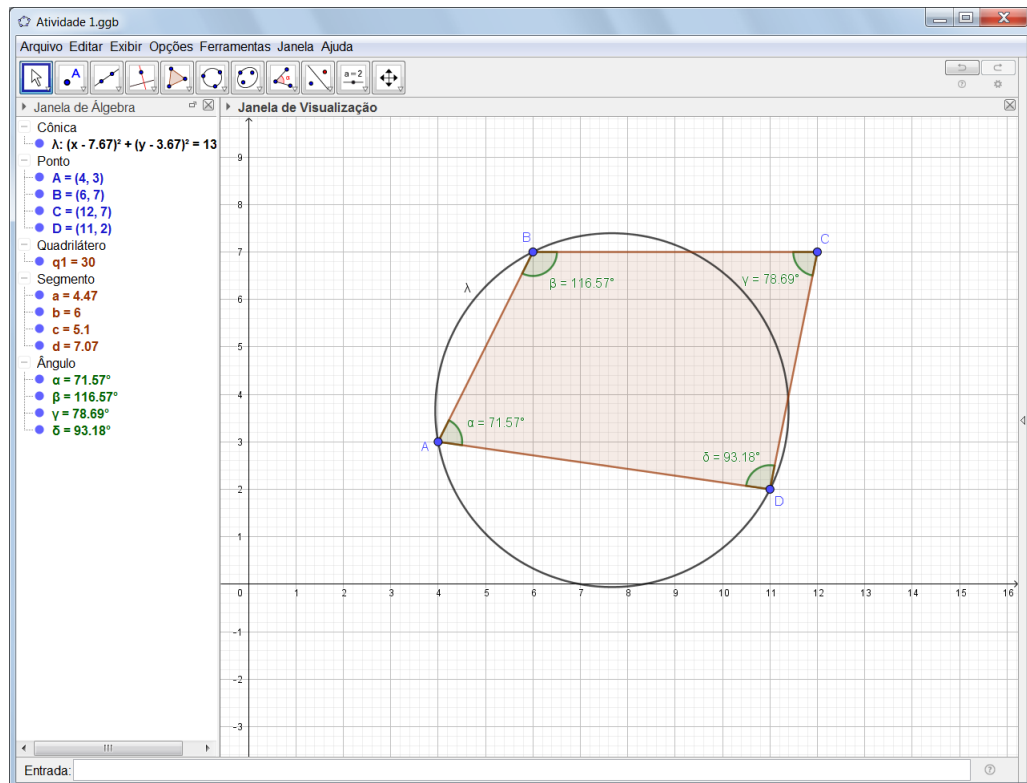 Atividade 1.ggb
Arquivo Editar Exibir Opções Ferramentas Janela Ajuda
A
α
a=2
Janela de Álgebra
Janela de Visualização
Cônica
λ: (x - 7.67)² + (y - 3.67)² = 13
Ponto
A = (4, 3)
B = (6, 7)
C = (12, 7)
D = (11, 2)
Quadrilátero
q1 = 30
Segmento
a = 4.47
b = 6
c = 5.1
d = 7.07
Ângulo
α = 71.57°
β = 116.57°
γ = 78.69°
δ = 93.18°
9
8
7
6
5
4
3
2
1
0 1 2 3 4 5 6 7 8 9 10 11 12 13 14 15 16
-1
-2
-3
B
C
λ
β = 116.57°
γ = 78.69°
A
α = 71.57°
δ = 93.18°
D
Entrada: